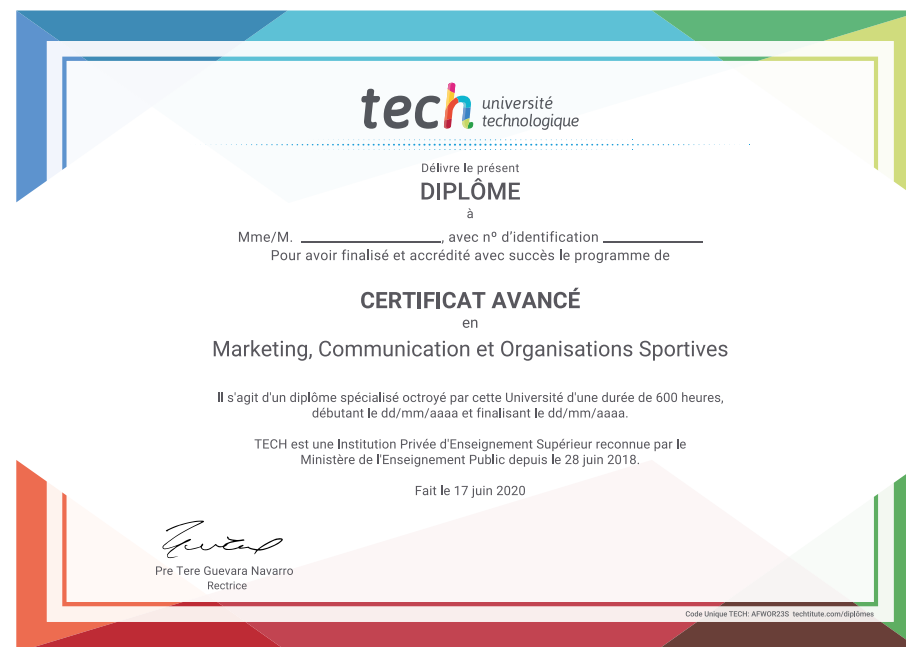 tech université
technologique
Délivre le présent
DIPLÔME
à
Mme/M. ____________, avec nº d'identification ____________
Pour avoir finalisé et accrédité avec succès le programme de
CERTIFICAT AVANCÉ
en
Marketing, Communication et Organisations Sportives
Il s'agit d'un diplôme spécialisé octroyé par cette Université d'une durée de 600 heures,
débutant le dd/mm/aaaa et finalisant le dd/mm/aaaa.
TECH est une Institution Privée d'Enseignement Supérieur reconnue par le
Ministère de l'Enseignement Public depuis le 28 juin 2018.
Fait le 17 juin 2020
Pre Tere Guevara Navarro
Rectrice
Code Unique TECH: AFWOR23S techtitute.com/diplômes